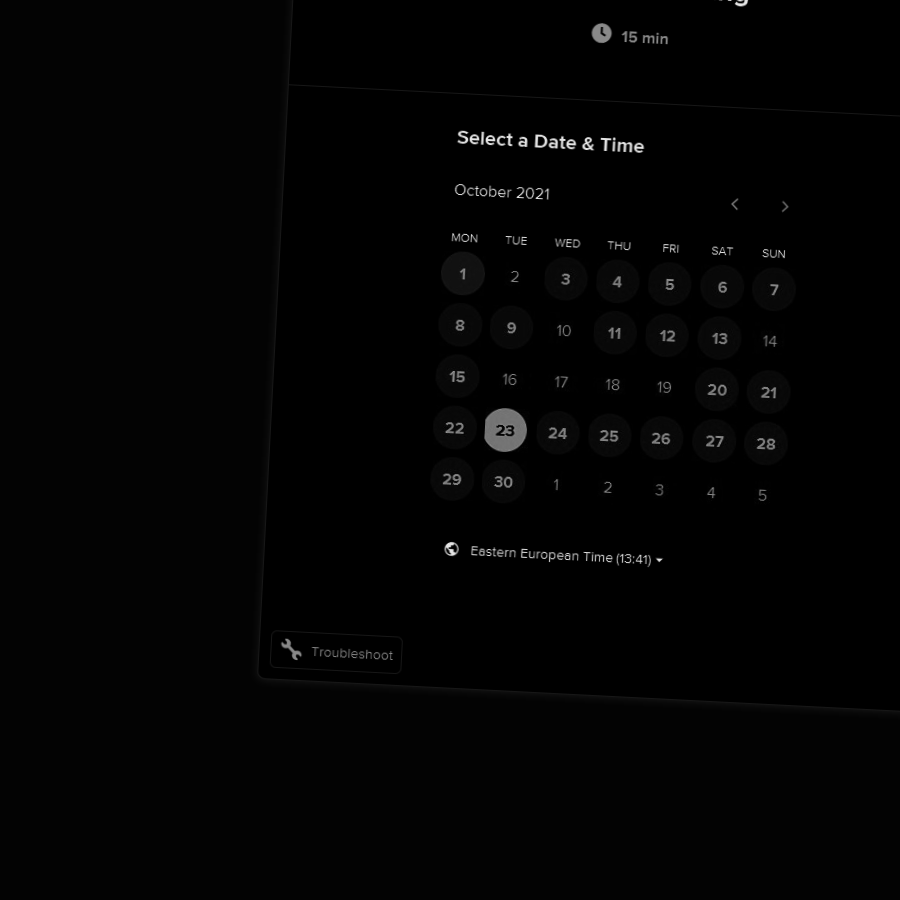 15 min
Select a Date & Time
October 2021
MON TUE WED THU FRI SAT SUN
1 2 3 4 5 6 7
8 9 10 11 12 13 14
15 16 17 18 19 20 21
22 23 24 25 26 27 28
29 30 1 2 3 4 5
Eastern European Time (13:41)
Troubleshoot